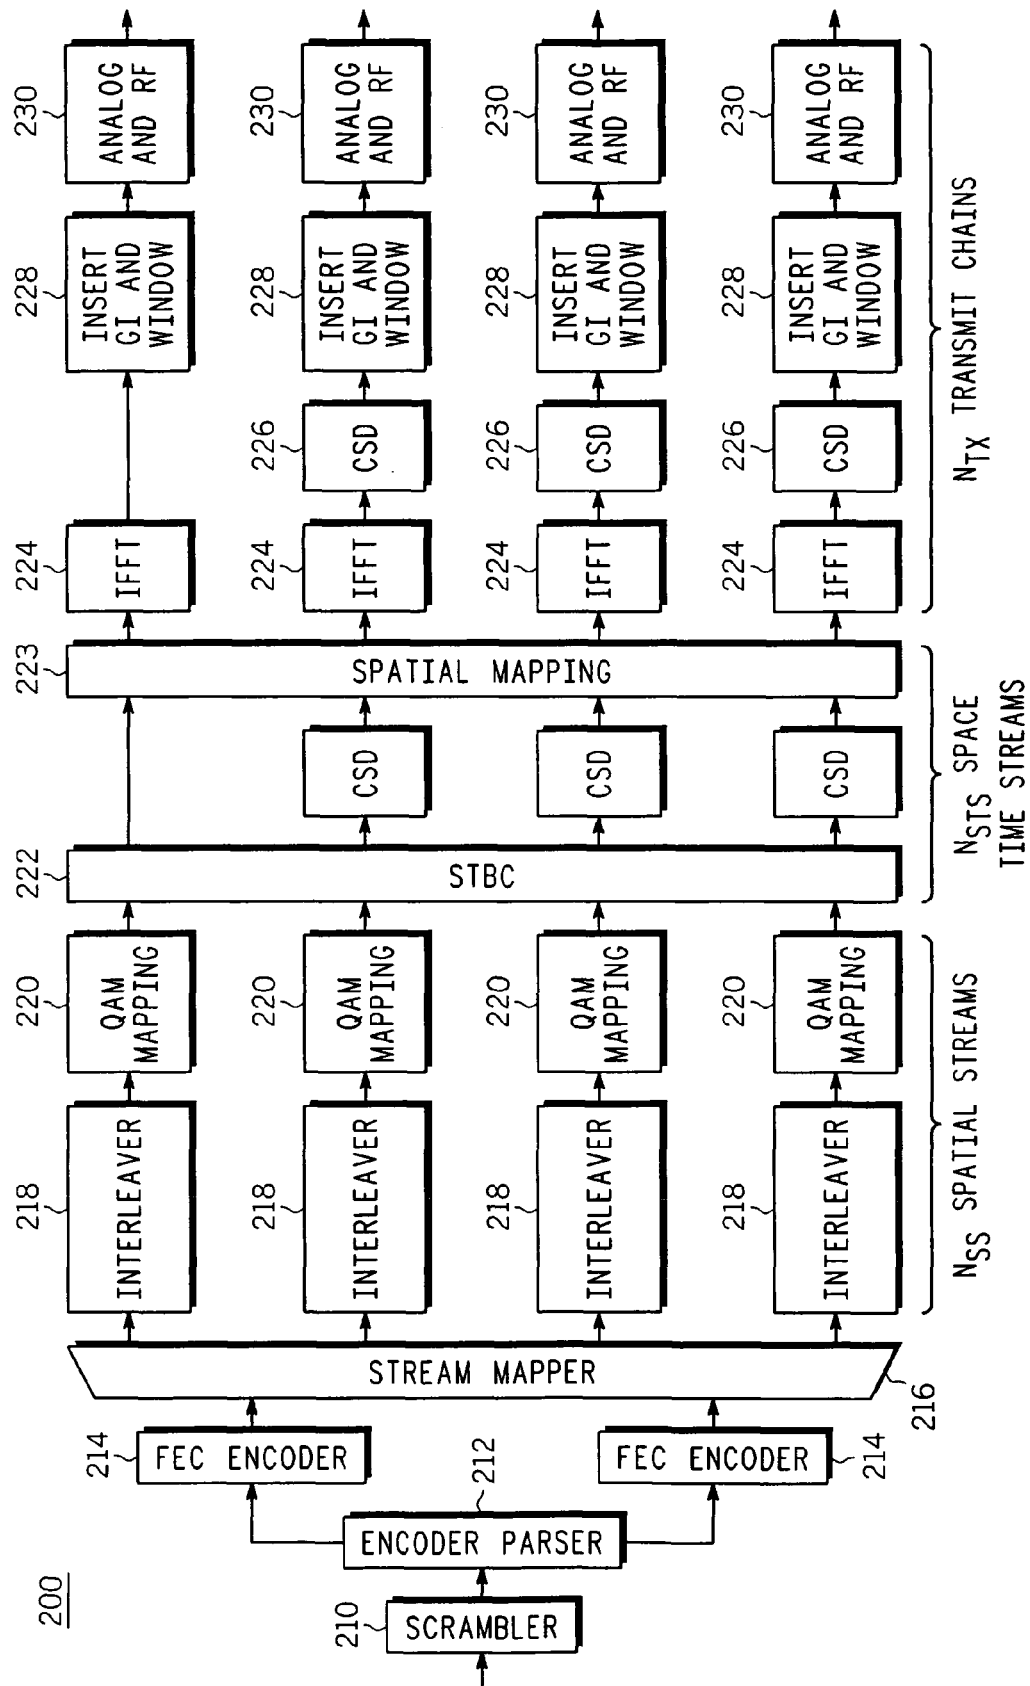 200
210
SCRAMBLER
212
ENCODER PARSER
214
FEC ENCODER
FEC ENCODER
214
STREAM MAPPER
216
218
INTERLEAVER
218
INTERLEAVER
218
INTERLEAVER
218
INTERLEAVER
220
QAM
MAPPING
220
QAM
MAPPING
220
QAM
MAPPING
220
QAM
MAPPING
NSS SPATIAL STREAMS
222
STBC
CSD
CSD
CSD
223
SPATIAL MAPPING
NSTS SPACE
TIME STREAMS
224
IFFT
224
IFFT
224
IFFT
224
IFFT
226
CSD
226
CSD
226
CSD
228
INSERT
GI AND
WINDOW
228
INSERT
GI AND
WINDOW
228
INSERT
GI AND
WINDOW
228
INSERT
GI AND
WINDOW
230
ANALOG
AND RF
230
ANALOG
AND RF
230
ANALOG
AND RF
230
ANALOG
AND RF
NTX TRANSMIT CHAINS